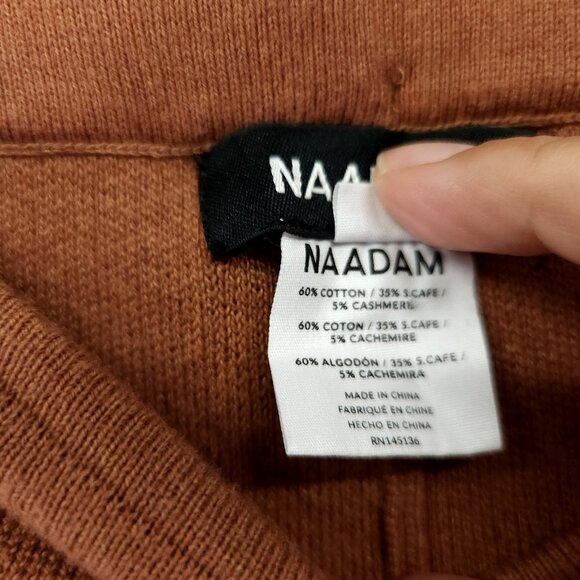 NAA
NAADAM
60% COTTON / 35% S.CAFE /
5% CASHMERE
60% COTON / 35% S.CAFE /
5% CACHEMIRE
60% ALGODÓN / 35% S.CAFE /
5% CACHEMIRA
MADE IN CHINA
FABRIQUÉ EN CHINE
HECHO EN CHINA
RN145136